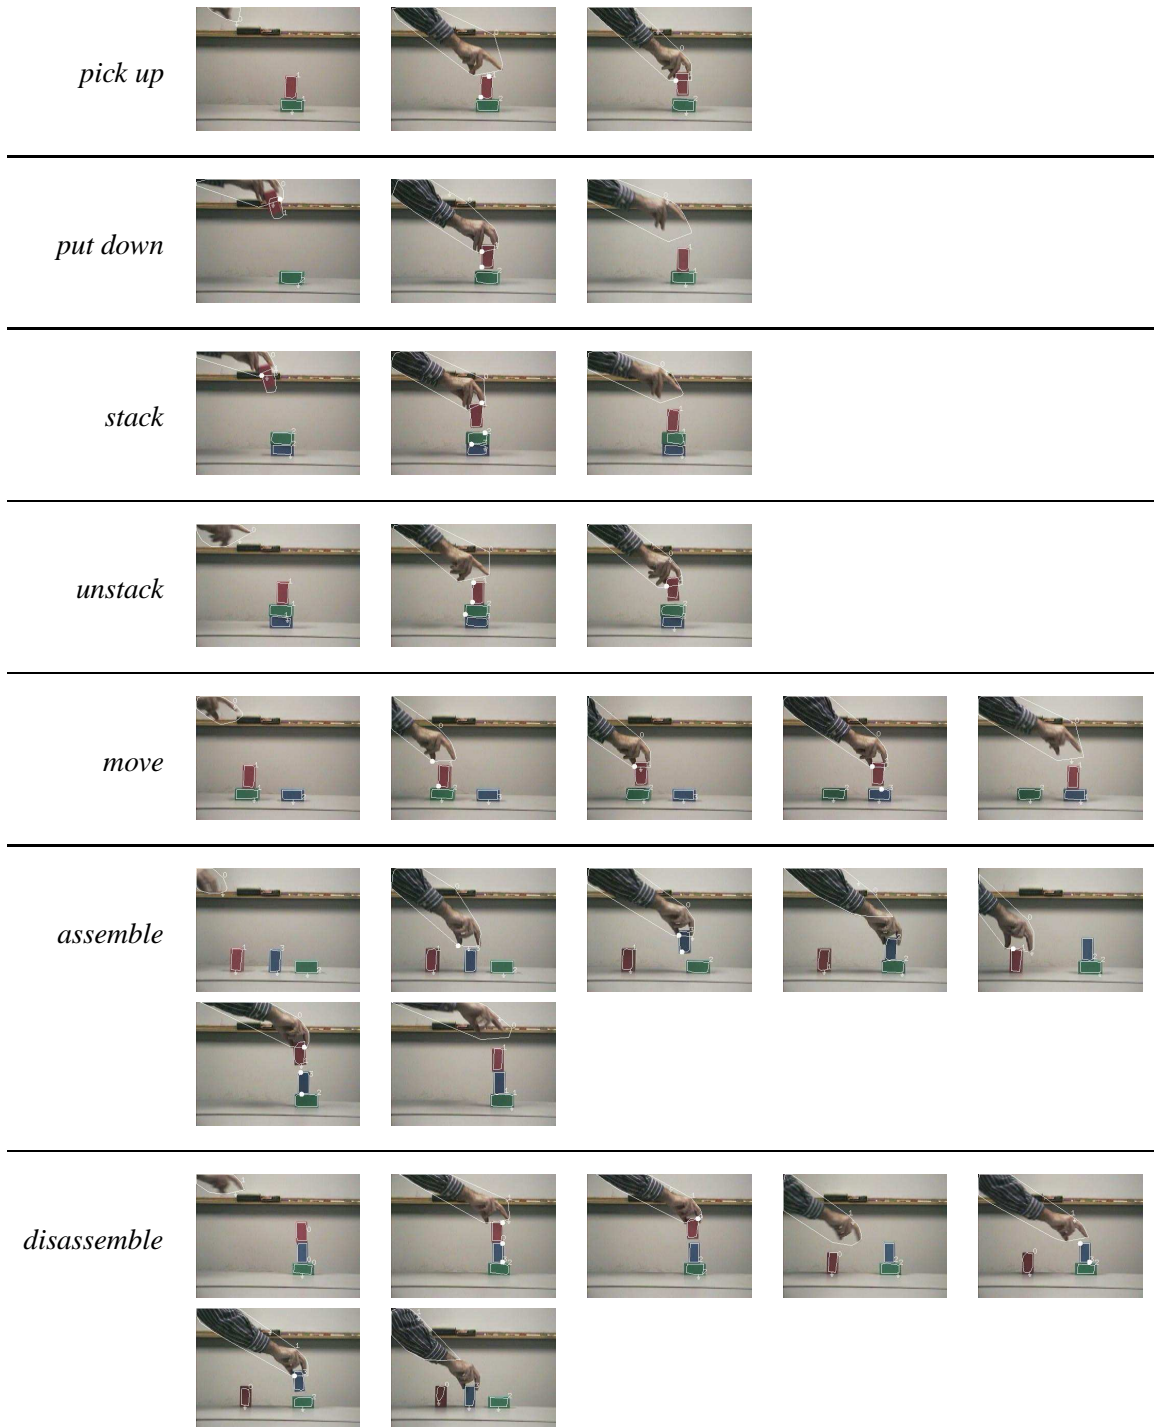 pick up
put down
stack
unstack
move
assemble
disassemble